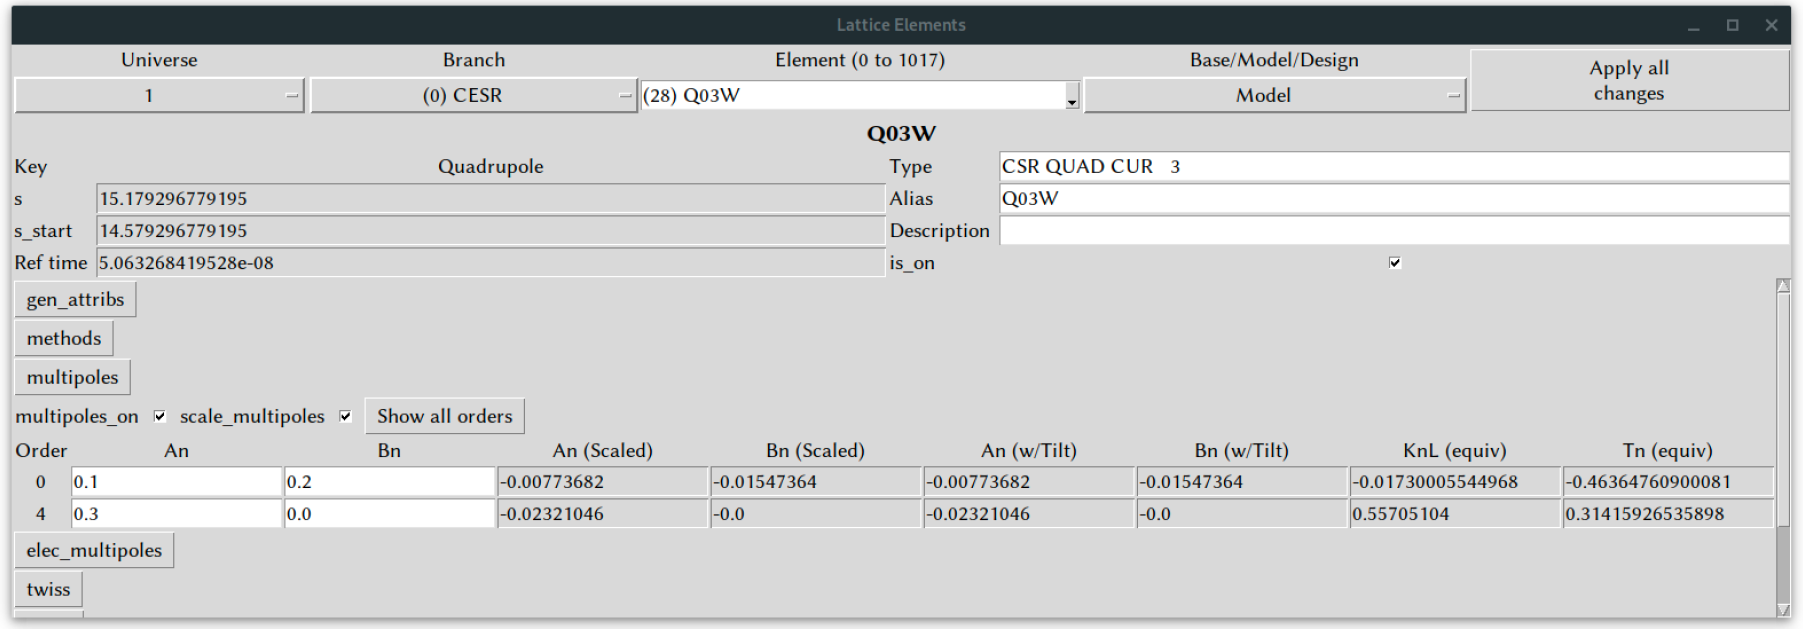 Lattice Elements
Universe Branch Element (0 to 1017) Base/Model/Design Apply all changes
1 (0) CESR (28) Q03W Model
Q03W
Key Quadrupole Type CSR QUAD CUR   3
s 15.179296779195 Alias Q03W
s_start 14.579296779195 Description
Ref time 5.063268419528e-08 is_on
gen_attribs
methods
multipoles
multipoles_on scale_multipoles Show all orders
Order An Bn An (Scaled) Bn (Scaled) An (w/Tilt) Bn (w/Tilt) KnL (equiv) Tn (equiv)
0 0.1 0.2 -0.00773682 -0.01547364 -0.00773682 -0.01547364 -0.01730005544968 -0.46364760900081
4 0.3 0.0 -0.02321046 -0.0 -0.02321046 -0.0 0.55705104 0.31415926535898
elec_multipoles
twiss